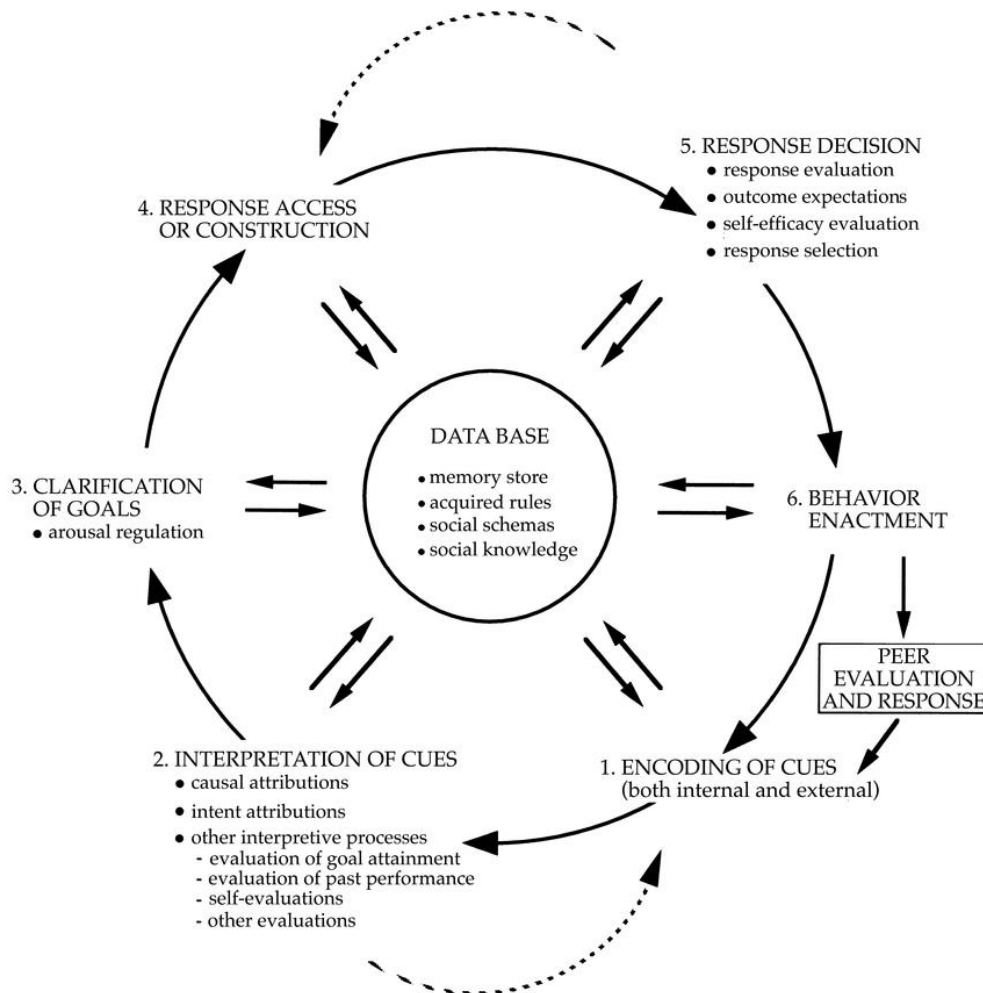 5. RESPONSE DECISION
● response evaluation
● outcome expectations
● self-efficacy evaluation
● response selection
4. RESPONSE ACCESS
OR CONSTRUCTION
DATA BASE
● memory store
● acquired rules
● social schemas
● social knowledge
3. CLARIFICATION
OF GOALS
● arousal regulation
6. BEHAVIOR
ENACTMENT
PEER
EVALUATION
AND RESPONSE
2. INTERPRETATION OF CUES
● causal attributions
● intent attributions
● other interpretive processes
- evaluation of goal attainment
- evaluation of past performance
- self-evaluations
- other evaluations
1. ENCODING OF CUES
(both internal and external)